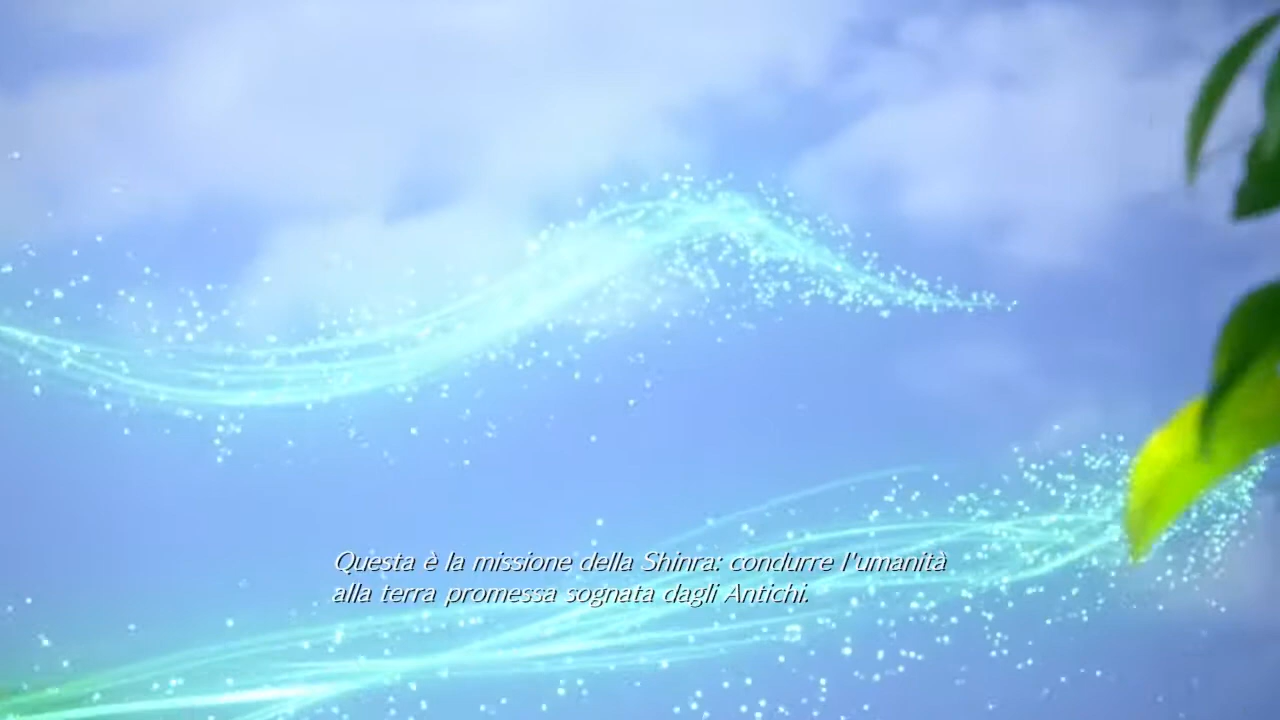 Questa è la missione della Shinra: condurre l'umanità
alla terra promessa sognata dagli Antichi.